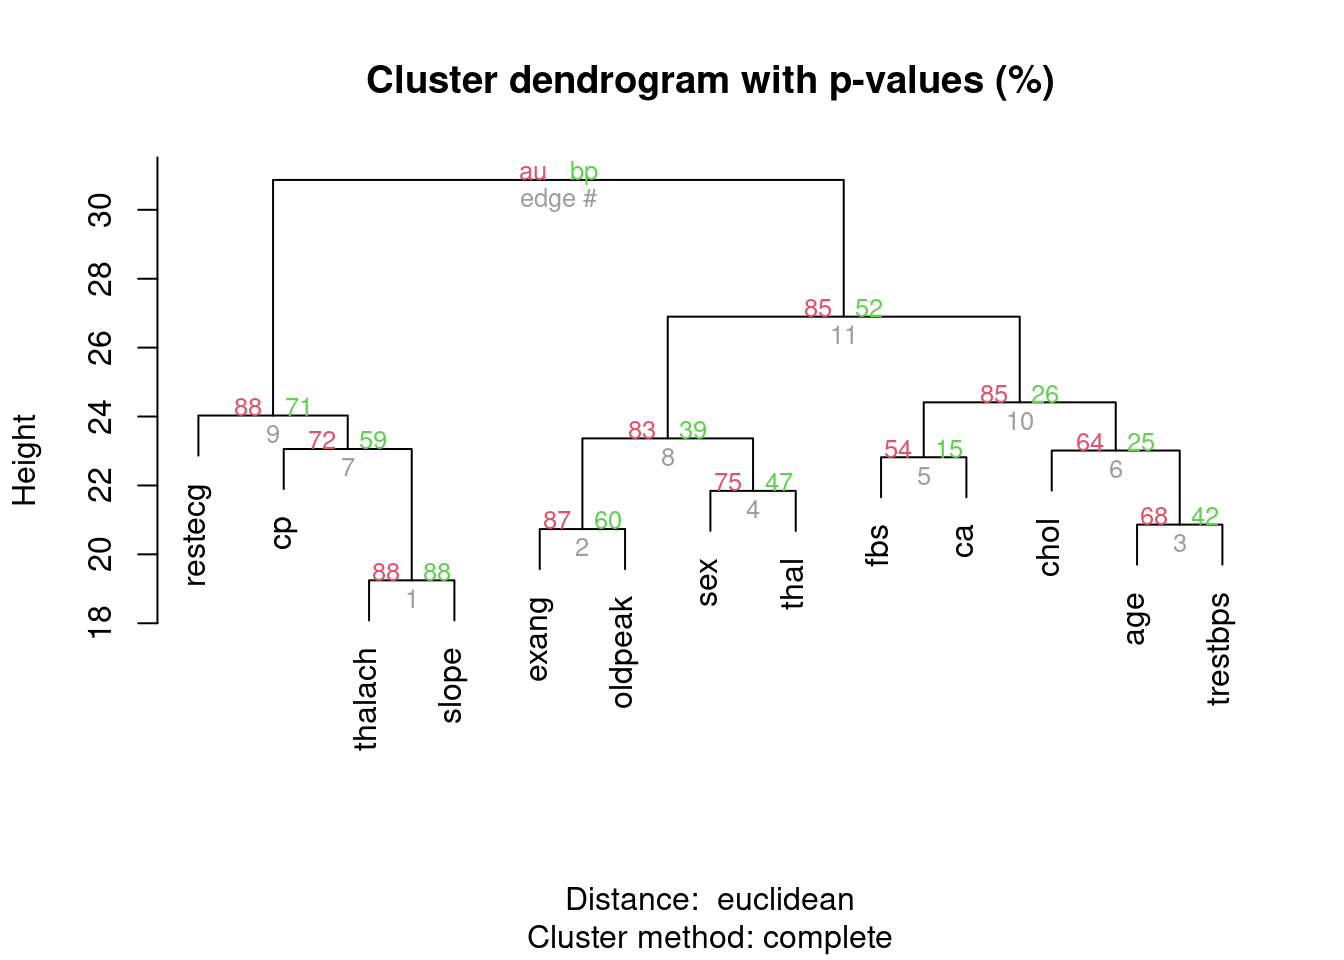 Cluster dendrogram with p-values (%)
au bp
edge #
30
28
26
24
22
20
18
Height
85 52
11
85 26
10
88 71
9
83 39
8
72 59
7
64 25
6
54 15
5
75 47
4
68 42
3
87 60
2
88 88
1
restecg
cp
thalach
slope
exang
oldpeak
sex
thal
fbs
ca
chol
age
trestbps
Distance: euclidean
Cluster method: complete